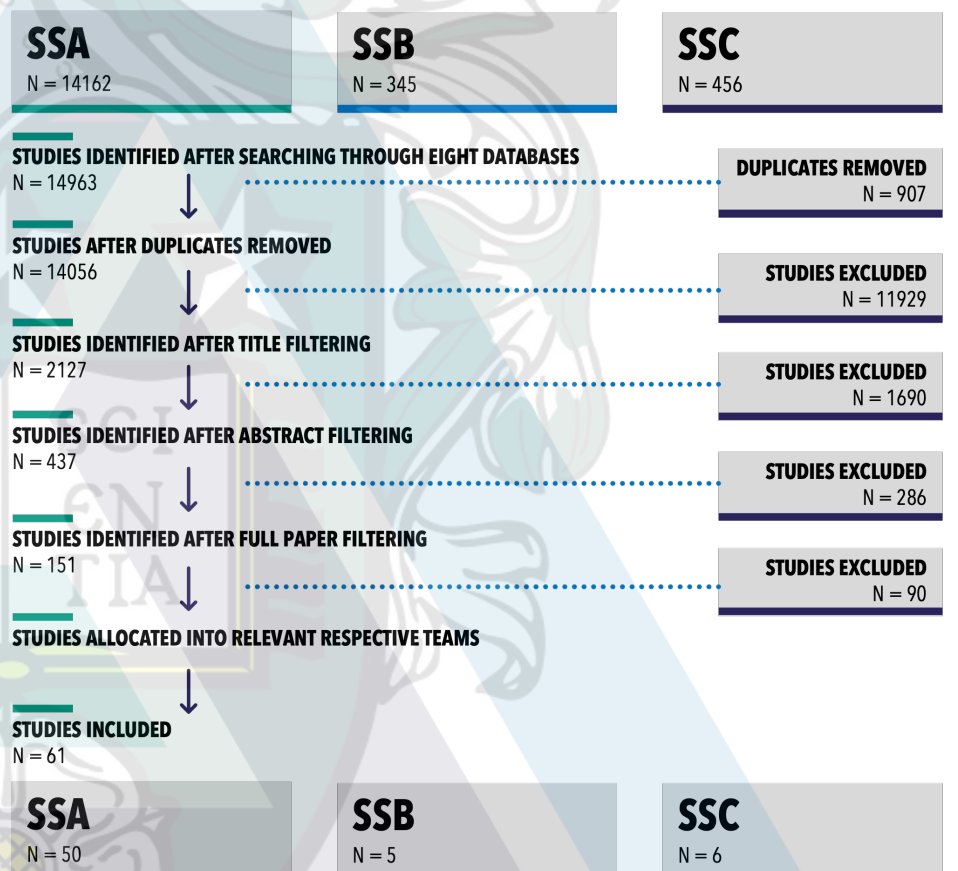 SSA
N = 14162
SSB
N = 345
SSC
N = 456
STUDIES IDENTIFIED AFTER SEARCHING THROUGH EIGHT DATABASES
N = 14963
DUPLICATES REMOVED
N = 907
STUDIES AFTER DUPLICATES REMOVED
N = 14056
STUDIES EXCLUDED
N = 11929
STUDIES IDENTIFIED AFTER TITLE FILTERING
N = 2127
STUDIES EXCLUDED
N = 1690
STUDIES IDENTIFIED AFTER ABSTRACT FILTERING
N = 437
STUDIES EXCLUDED
N = 286
STUDIES IDENTIFIED AFTER FULL PAPER FILTERING
N = 151
STUDIES EXCLUDED
N = 90
STUDIES ALLOCATED INTO RELEVANT RESPECTIVE TEAMS
STUDIES INCLUDED
N = 61
SSA
N = 50
SSB
N = 5
SSC
N = 6
SCI
EN
TIA